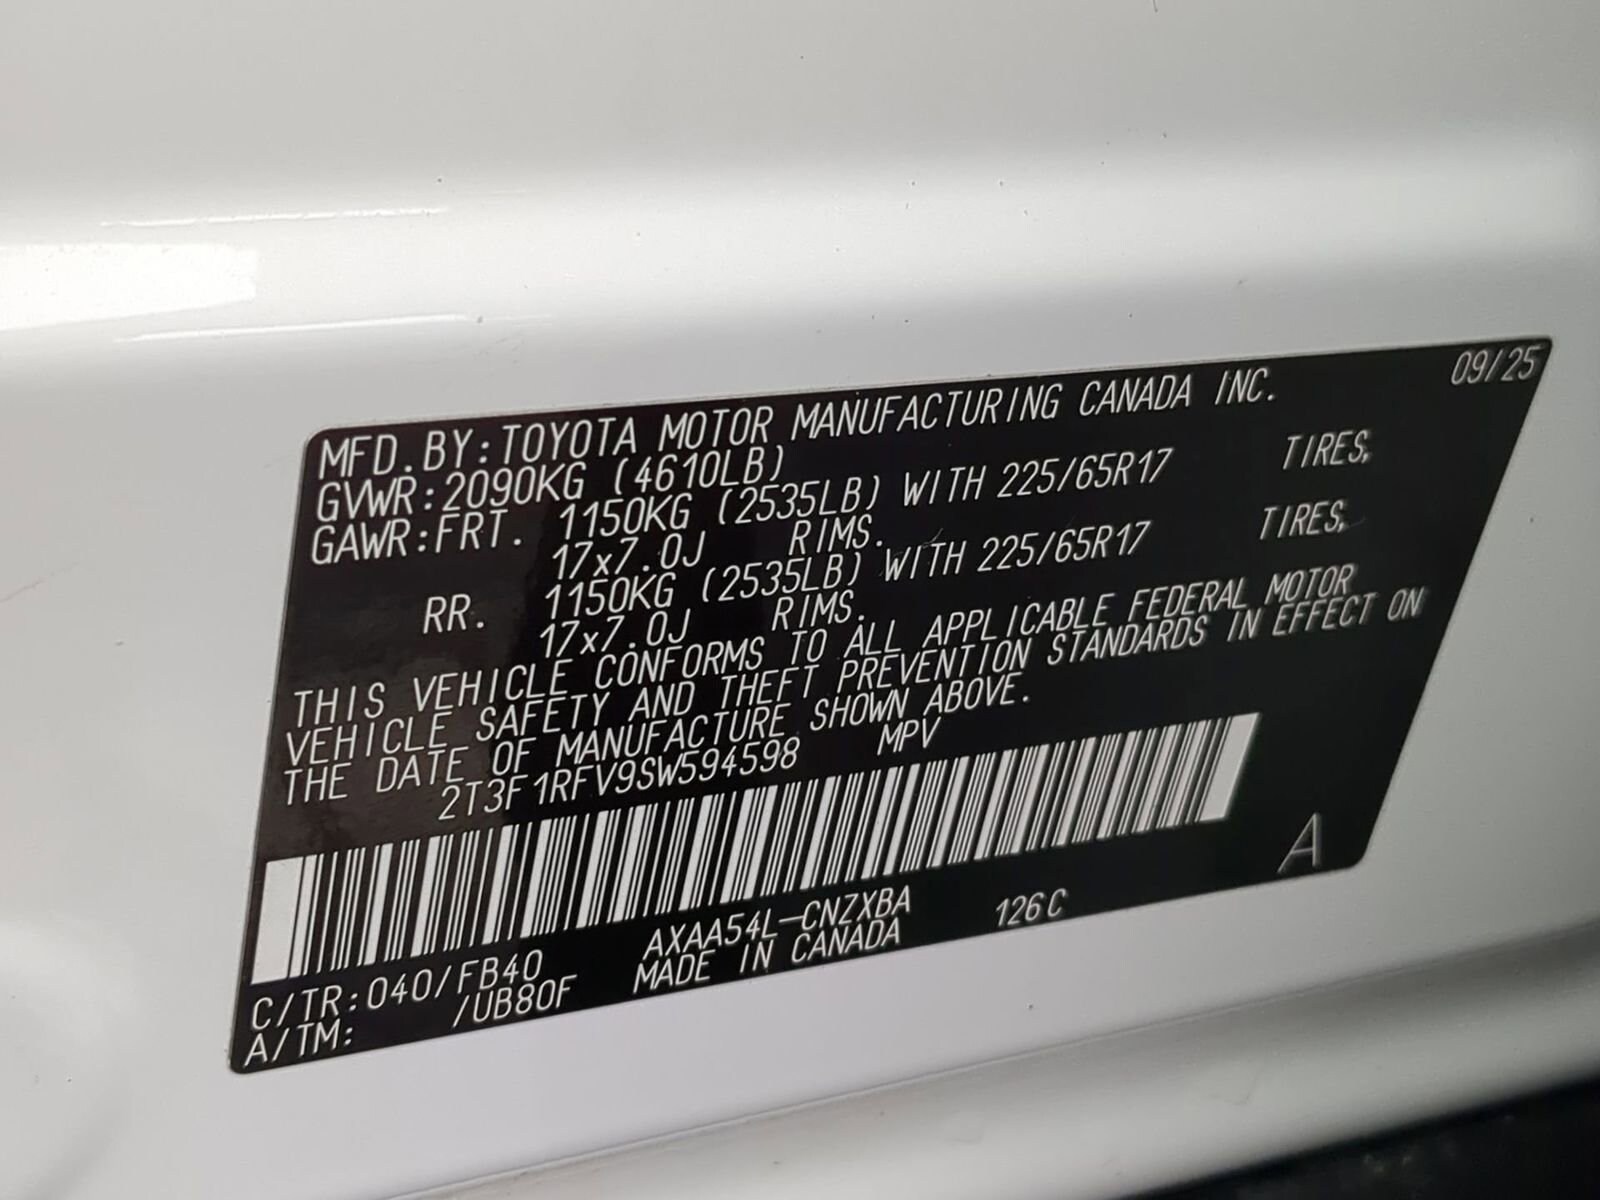 09/25
MFD.BY:TOYOTA MOTOR MANUFACTURING CANADA INC.
GVWR:2090KG (4610LB)
GAWR:FRT. 1150KG (2535LB) WITH 225/65R17 TIRES,
17x7.0J RIMS.
RR. 1150KG (2535LB) WITH 225/65R17 TIRES,
17x7.0J RIMS.
THIS VEHICLE CONFORMS TO ALL APPLICABLE FEDERAL MOTOR
VEHICLE SAFETY AND THEFT PREVENTION STANDARDS IN EFFECT ON
THE DATE OF MANUFACTURE SHOWN ABOVE.
2T3F1RFV9SW594598 MPV
A
C/TR:040/FB40 AXAA54L-CNZXBA 126C
A/TM: /UB80F MADE IN CANADA